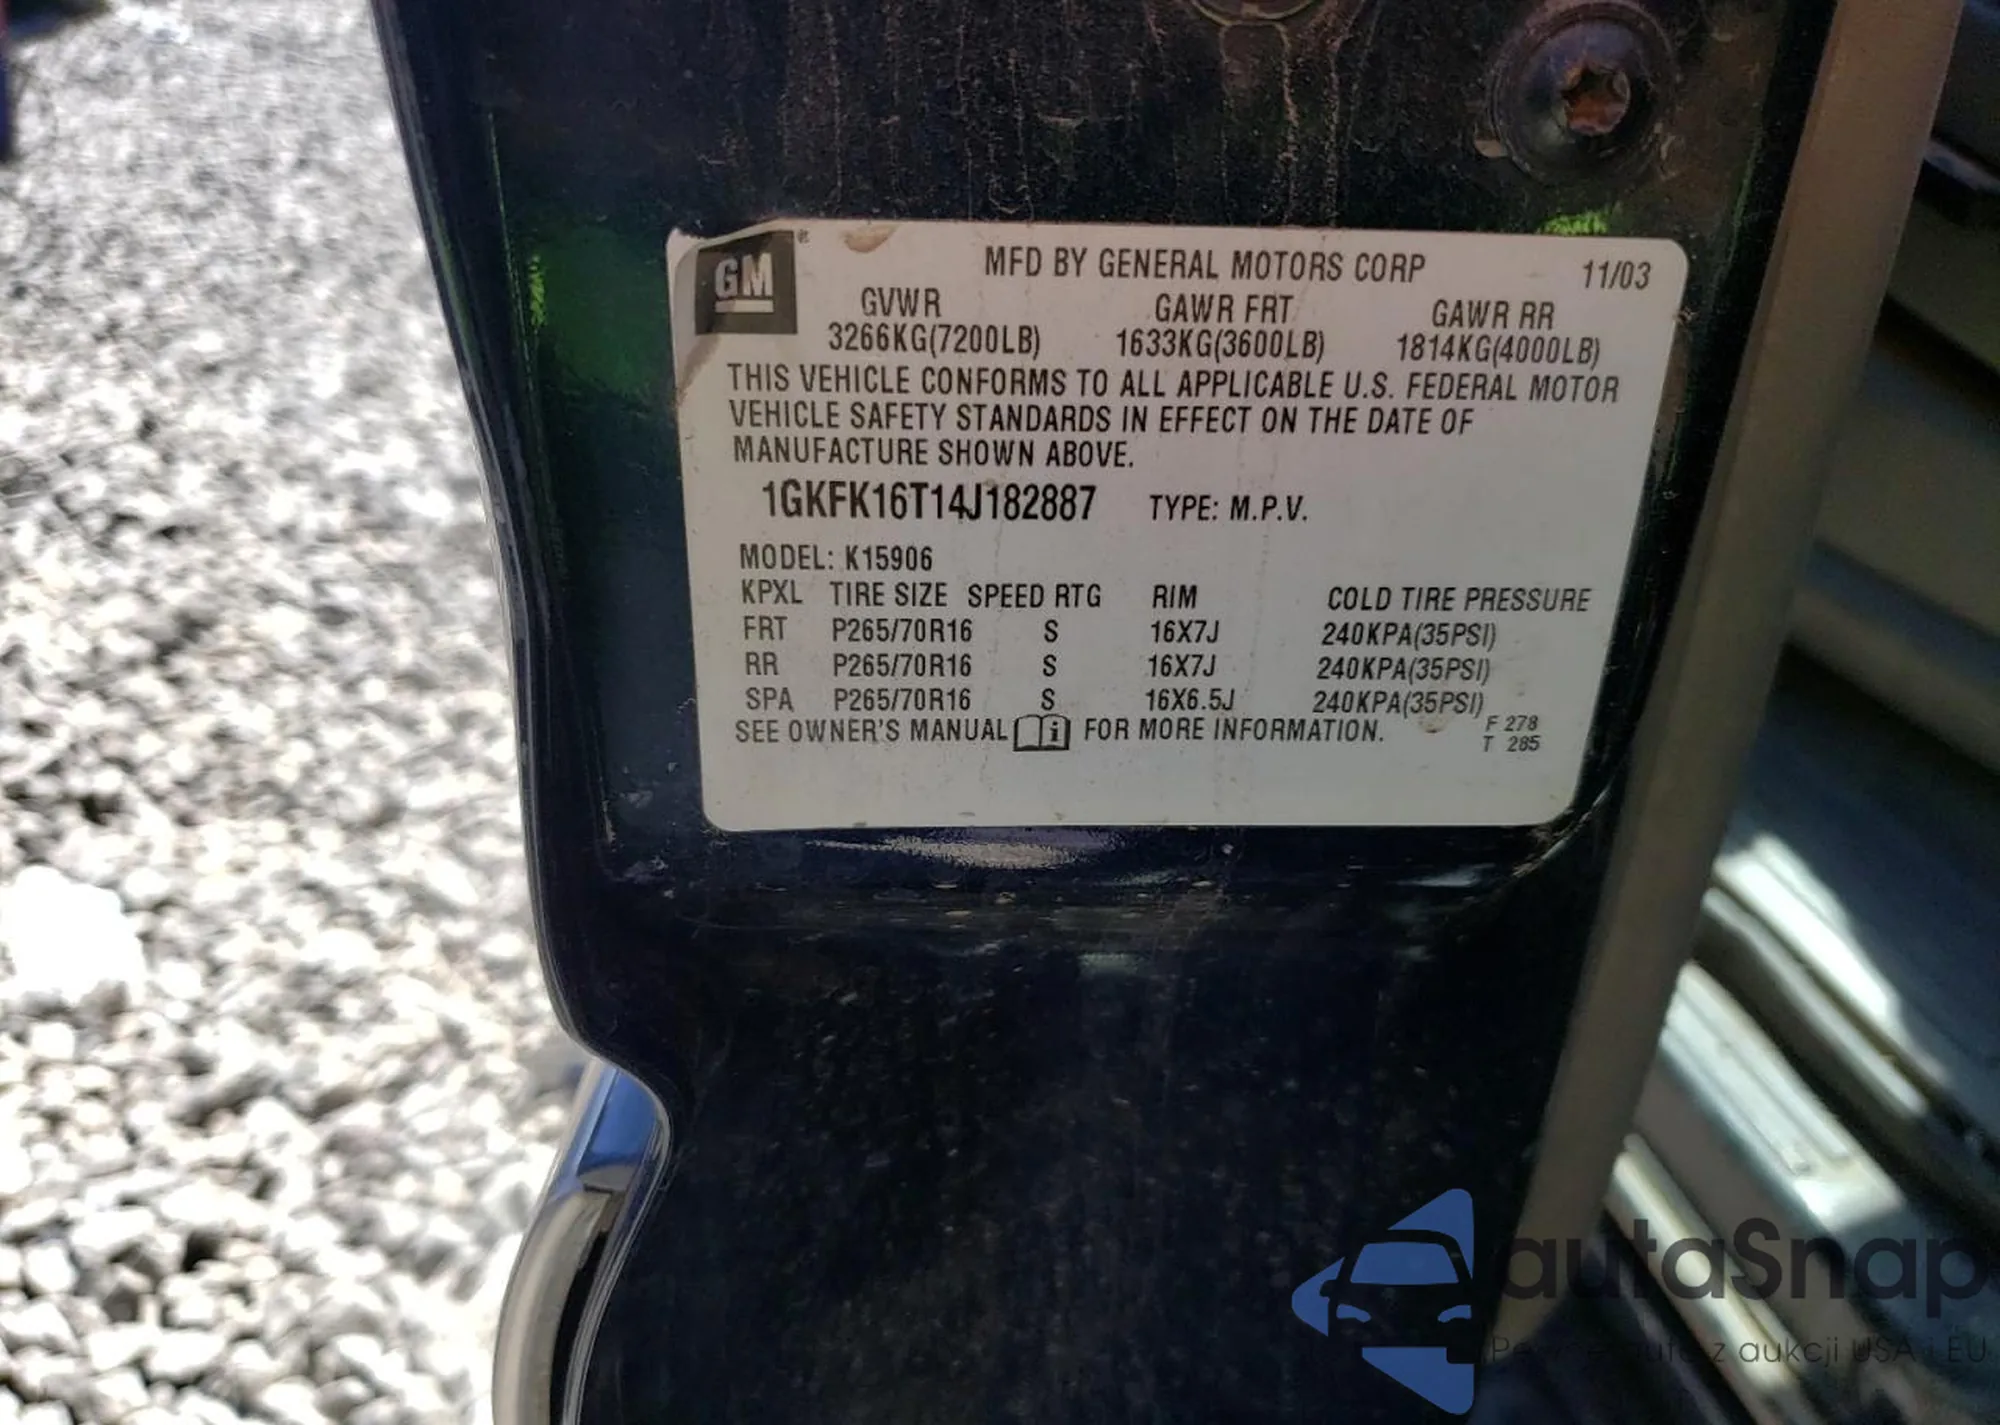 GM ®
MFD BY GENERAL MOTORS CORP 11/03
GVWR GAWR FRT GAWR RR
3266KG(7200LB) 1633KG(3600LB) 1814KG(4000LB)
THIS VEHICLE CONFORMS TO ALL APPLICABLE U.S. FEDERAL MOTOR
VEHICLE SAFETY STANDARDS IN EFFECT ON THE DATE OF
MANUFACTURE SHOWN ABOVE.
1GKFK16T14J182887 TYPE: M.P.V.
MODEL: K15906
KPXL TIRE SIZE SPEED RTG RIM COLD TIRE PRESSURE
FRT P265/70R16 S 16X7J 240KPA(35PSI)
RR P265/70R16 S 16X7J 240KPA(35PSI)
SPA P265/70R16 S 16X6.5J 240KPA(35PSI)
SEE OWNER'S MANUAL i FOR MORE INFORMATION. F 278
T 285
autaSnap
z aukcji USA i EU